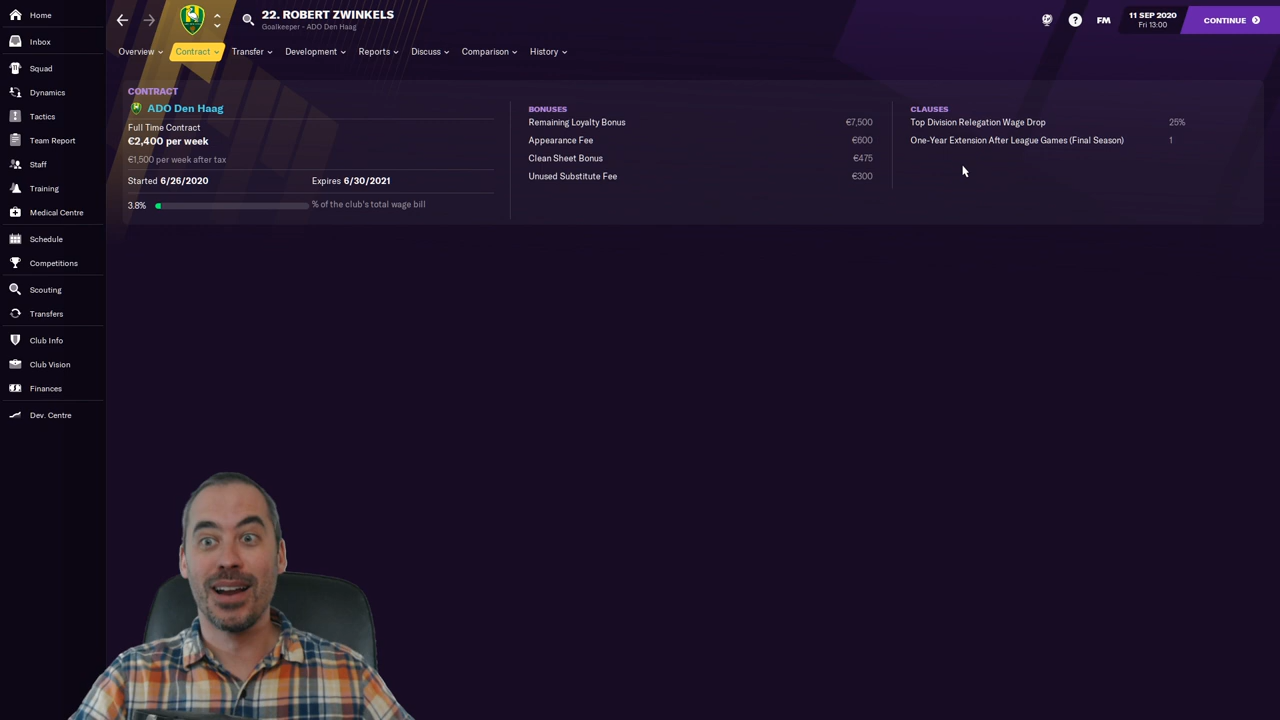 Home
Inbox
Squad
Dynamics
Tactics
Team Report
Staff
Training
Medical Centre
Schedule
Competitions
Scouting
Transfers
Club Info
Club Vision
Finances
Dev. Centre
22. ROBERT ZWINKELS
Goalkeeper - ADO Den Haag
?
FM
11 SEP 2020
Fri 13:00
CONTINUE
Overview
Contract
Transfer
Development
Reports
Discuss
Comparison
History
CONTRACT
ADO Den Haag
Full Time Contract
€2,400 per week
€1,500 per week after tax
Started 6/26/2020 Expires 6/30/2021
3.8% % of the club's total wage bill
BONUSES
Remaining Loyalty Bonus €7,500
Appearance Fee €600
Clean Sheet Bonus €475
Unused Substitute Fee €300
CLAUSES
Top Division Relegation Wage Drop 25%
One-Year Extension After League Games (Final Season) 1